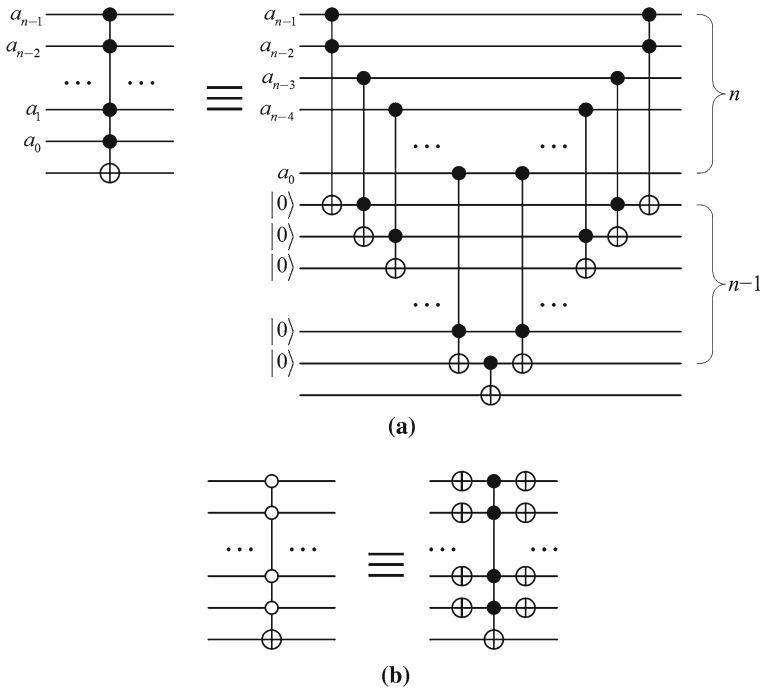 a_{n-1}
a_{n-2}
... ...
a_1
a_0
≡
a_{n-1}
a_{n-2}
a_{n-3}
a_{n-4}
... ...
a_0
|0⟩
|0⟩
|0⟩
... ...
|0⟩
|0⟩
n
n-1
(a)
... ...
≡
... ...
(b)